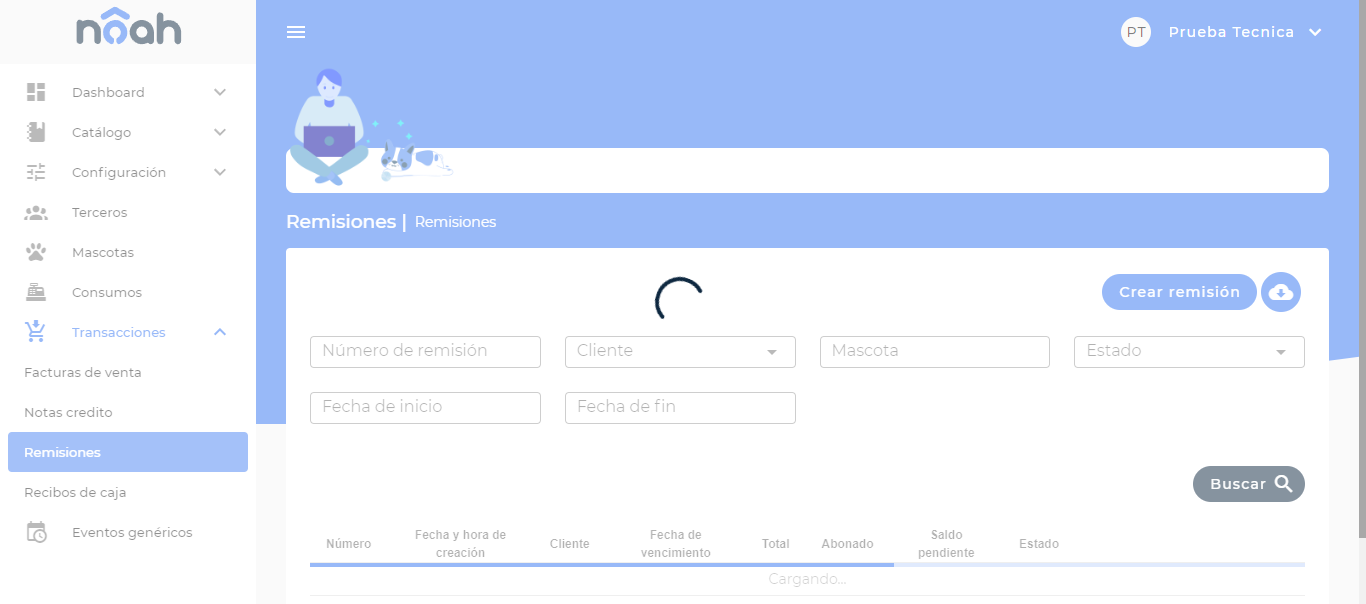 nôah
PT Prueba Tecnica
Dashboard
Catálogo
Configuración
Terceros
Mascotas
Consumos
Transacciones
Facturas de venta
Notas credito
Remisiones
Recibos de caja
Eventos genéricos
Remisiones | Remisiones
Crear remisión
Número de remisión Cliente Mascota Estado
Fecha de inicio Fecha de fin
Buscar
Número Fecha y hora de creación Cliente Fecha de vencimiento Total Abonado Saldo pendiente Estado
Cargando...